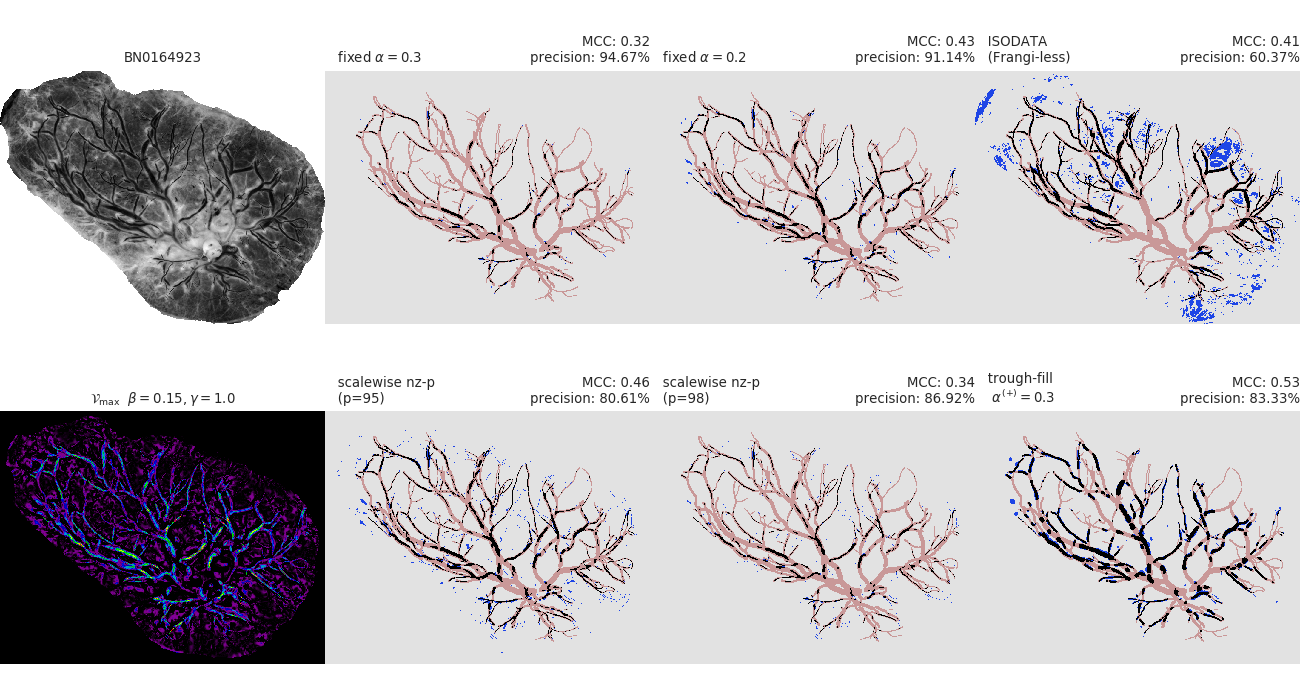 BN0164923
fixed α = 0.3
MCC: 0.32
precision: 94.67%
fixed α = 0.2
MCC: 0.43
precision: 91.14%
ISODATA
(Frangi-less)
MCC: 0.41
precision: 60.37%
𝒱max β = 0.15, γ = 1.0
scalewise nz-p
(p=95)
MCC: 0.46
precision: 80.61%
scalewise nz-p
(p=98)
MCC: 0.34
precision: 86.92%
trough-fill
α(+) = 0.3
MCC: 0.53
precision: 83.33%